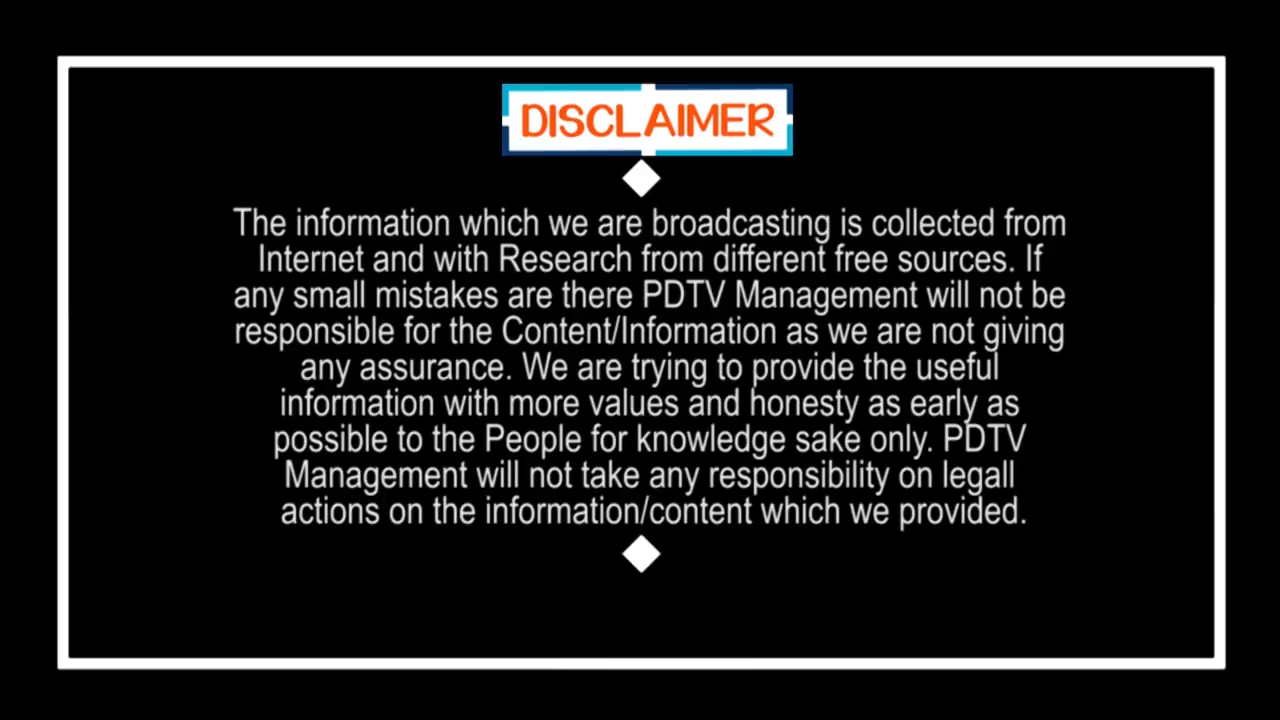 DISCLAIMER
The information which we are broadcasting is collected from
Internet and with Research from different free sources. If
any small mistakes are there PDTV Management will not be
responsible for the Content/Information as we are not giving
any assurance. We are trying to provide the useful
information with more values and honesty as early as
possible to the People for knowledge sake only. PDTV
Management will not take any responsibility on legall
actions on the information/content which we provided.